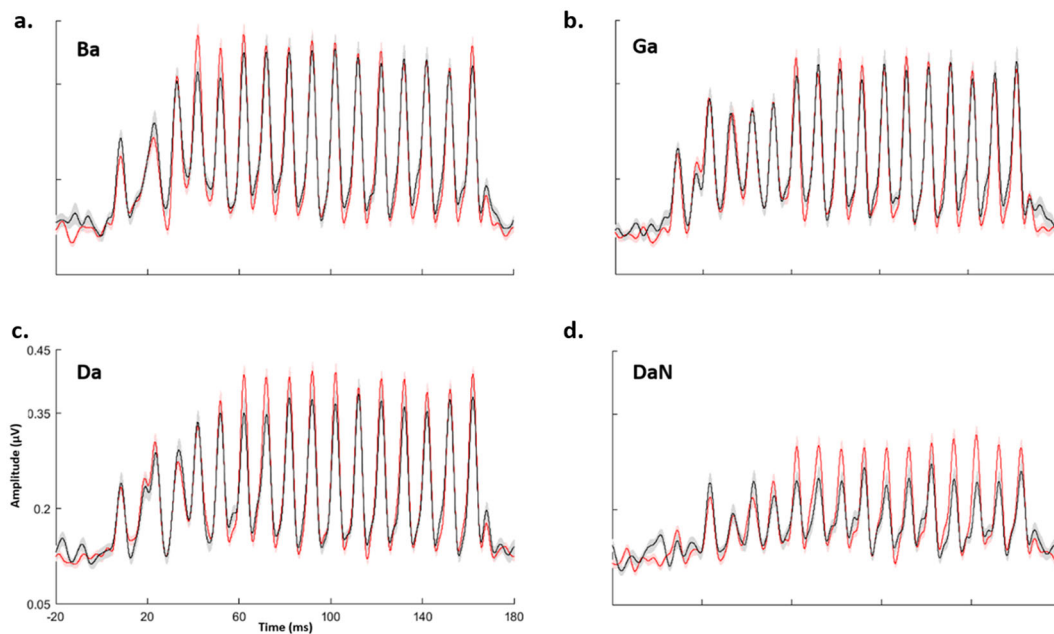 a.
Ba
b.
Ga
c.
Da
0.45
0.35
0.2
0.05
Amplitude (μV)
-20
20
60
100
140
180
Time (ms)
d.
DaN